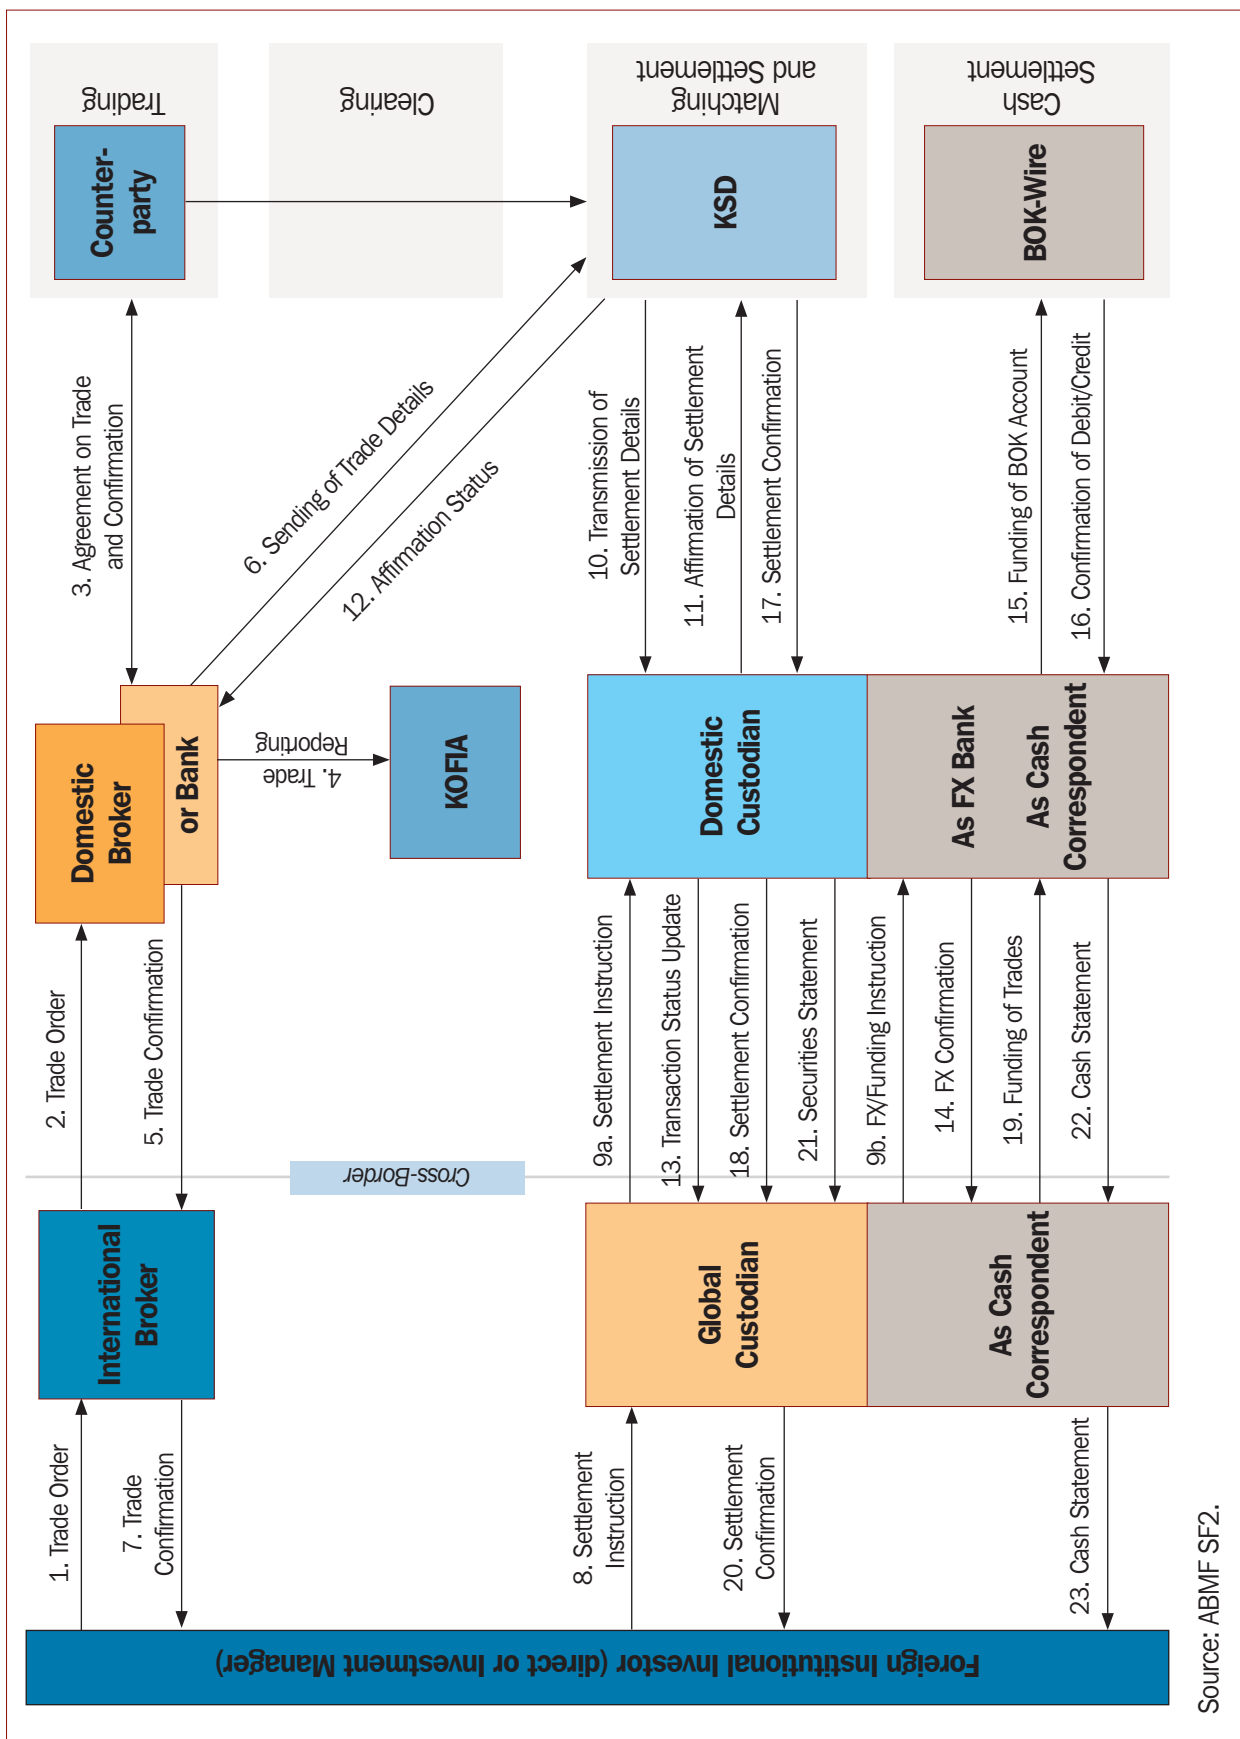 Foreign Institutional Investor (direct or Investment Manager)
1. Trade Order
7. Trade
Confirmation
8. Settlement
Instruction
20. Settlement
Confirmation
23. Cash Statement
International
Broker
Global
Custodian
As Cash
Correspondent
Cross-Border
2. Trade Order
5. Trade Confirmation
9a. Settlement Instruction
13. Transaction Status Update
18. Settlement Confirmation
21. Securities Statement
9b. FX/Funding Instruction
14. FX Confirmation
19. Funding of Trades
22. Cash Statement
Domestic
Broker
or Bank
4. Trade
Reporting
KOFIA
Domestic
Custodian
As FX Bank
As Cash
Correspondent
3. Agreement on Trade
and Confirmation
6. Sending of Trade Details
12. Affirmation Status
10. Transmission of
Settlement Details
11. Affirmation of Settlement
Details
17. Settlement Confirmation
15. Funding of BOK Account
16. Confirmation of Debit/Credit
Counter-
party
Trading
Clearing
KSD
Matching
and Settlement
BOK-Wire
Cash
Settlement
Source: ABMF SF2.